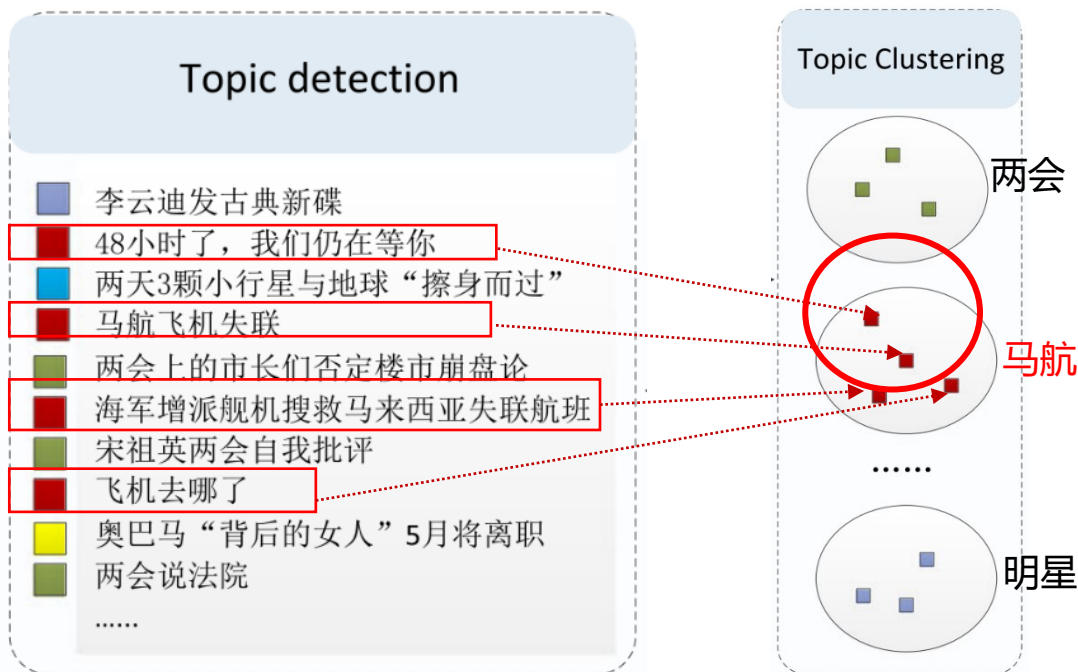 Topic detection
李云迪发古典新碟
48小时了，我们仍在等你
两天3颗小行星与地球“擦身而过”
马航飞机失联
两会上的市长们否定楼市崩盘论
海军增派舰机搜救马来西亚失联航班
宋祖英两会自我批评
飞机去哪了
奥巴马“背后的女人”5月将离职
两会说法院
......
Topic Clustering
两会
马航
......
明星